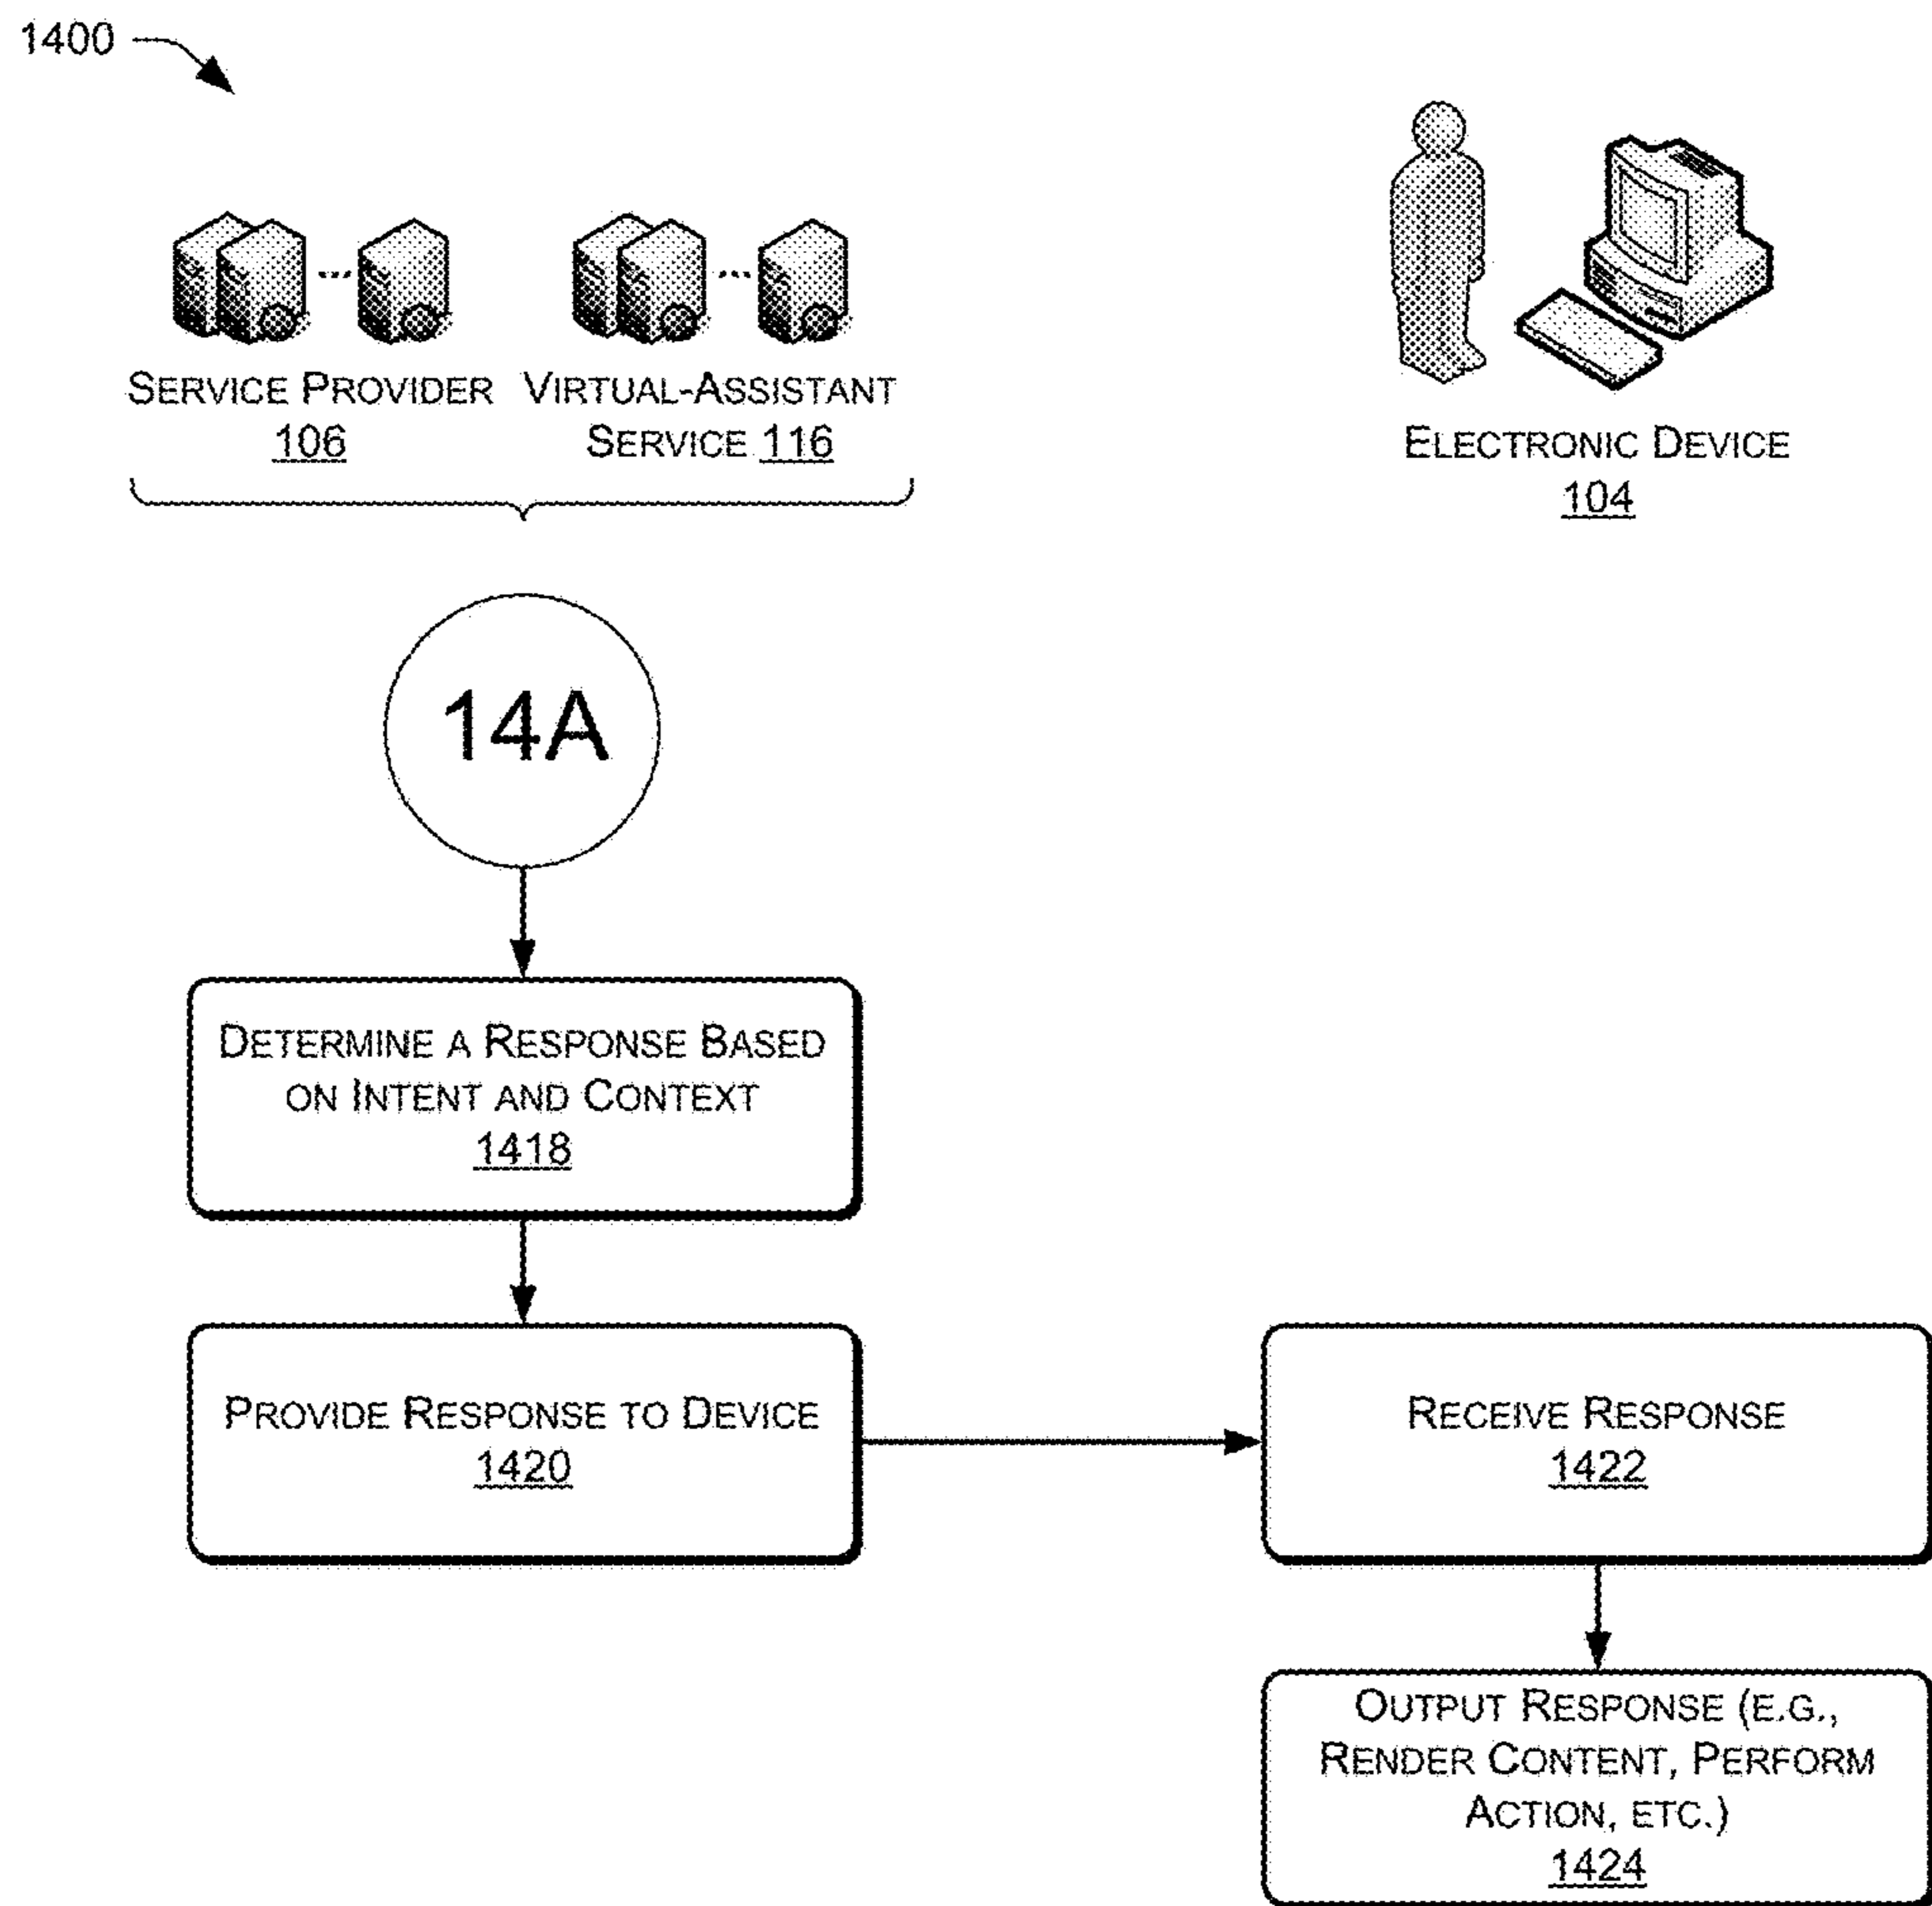 1400
SERVICE PROVIDER
106
VIRTUAL-ASSISTANT
SERVICE 116
ELECTRONIC DEVICE
104
14A
DETERMINE A RESPONSE BASED
ON INTENT AND CONTEXT
1418
PROVIDE RESPONSE TO DEVICE
1420
RECEIVE RESPONSE
1422
OUTPUT RESPONSE (E.G.,
RENDER CONTENT, PERFORM
ACTION, ETC.)
1424